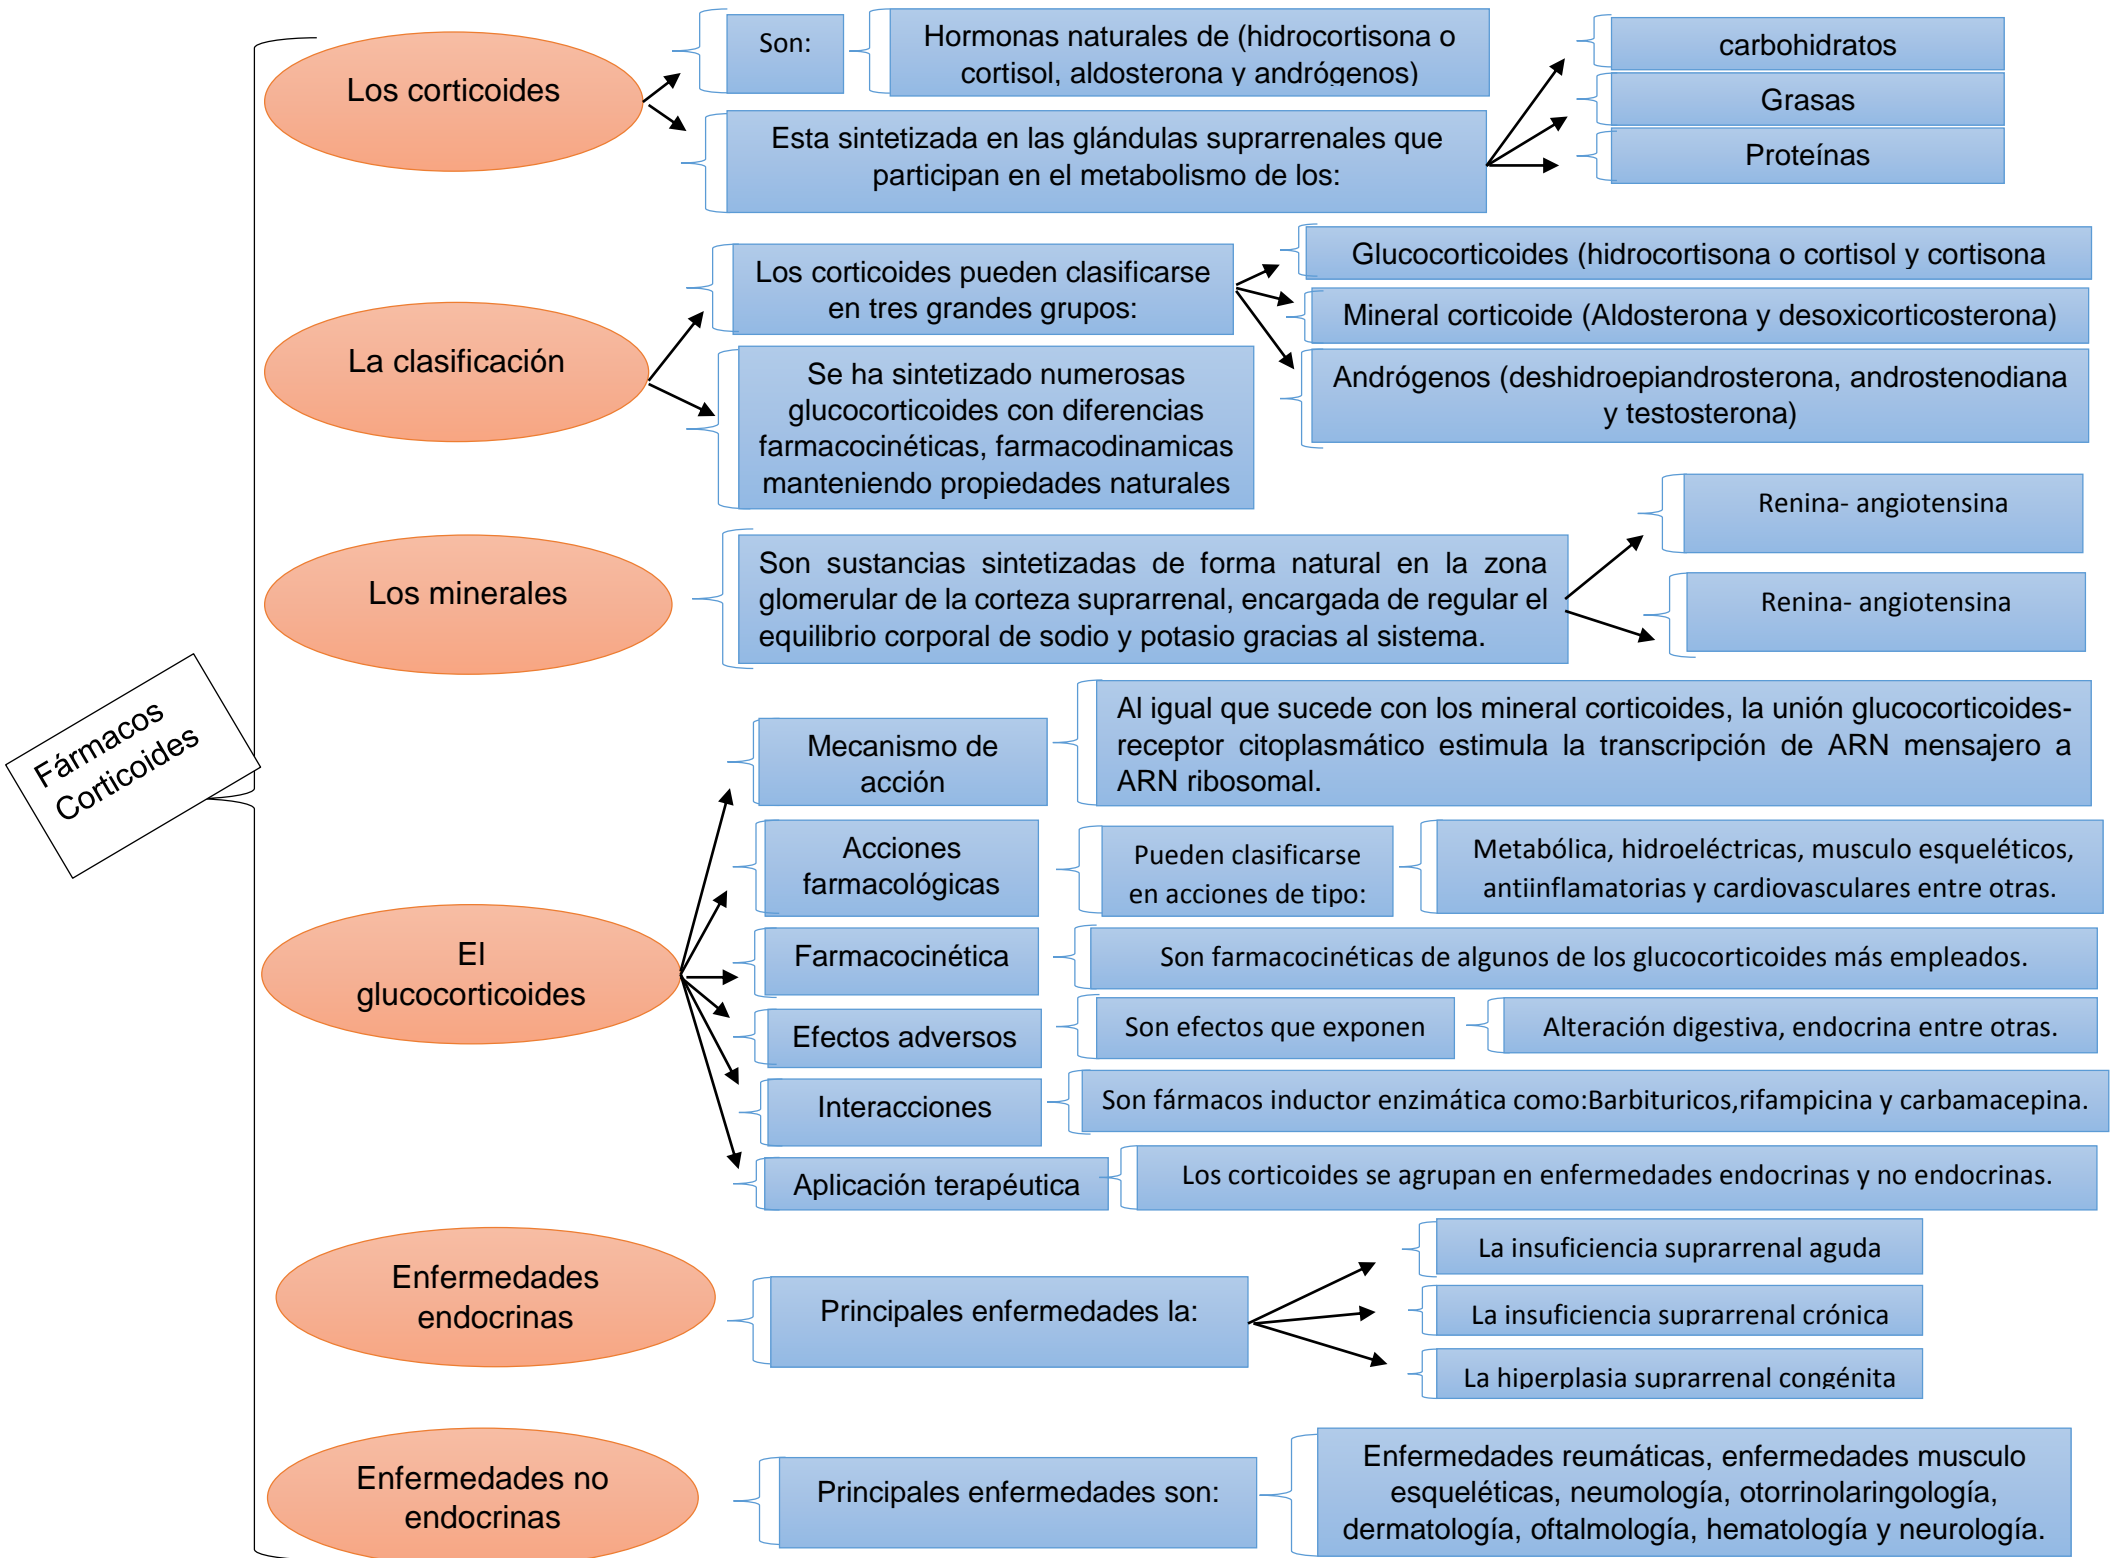 Fármacos
Corticoides
Los corticoides
Son:
Hormonas naturales de (hidrocortisona o
cortisol, aldosterona y andrógenos)
Esta sintetizada en las glándulas suprarrenales que
participan en el metabolismo de los:
carbohidratos
Grasas
Proteínas
La clasificación
Los corticoides pueden clasificarse
en tres grandes grupos:
Glucocorticoides (hidrocortisona o cortisol y cortisona
Mineral corticoide (Aldosterona y desoxicorticosterona)
Andrógenos (deshidroepiandrosterona, androstenodiana
y testosterona)
Se ha sintetizado numerosas
glucocorticoides con diferencias
farmacocinéticas, farmacodinamicas
manteniendo propiedades naturales
Los minerales
Son sustancias sintetizadas de forma natural en la zona
glomerular de la corteza suprarrenal, encargada de regular el
equilibrio corporal de sodio y potasio gracias al sistema.
Renina- angiotensina
Renina- angiotensina
El
glucocorticoides
Mecanismo de
acción
Al igual que sucede con los mineral corticoides, la unión glucocorticoides-
receptor citoplasmático estimula la transcripción de ARN mensajero a
ARN ribosomal.
Acciones
farmacológicas
Pueden clasificarse
en acciones de tipo:
Metabólica, hidroeléctricas, musculo esqueléticos,
antiinflamatorias y cardiovasculares entre otras.
Farmacocinética
Son farmacocinéticas de algunos de los glucocorticoides más empleados.
Efectos adversos
Son efectos que exponen
Alteración digestiva, endocrina entre otras.
Interacciones
Son fármacos inductor enzimática como:Barbituricos,rifampicina y carbamacepina.
Aplicación terapéutica
Los corticoides se agrupan en enfermedades endocrinas y no endocrinas.
Enfermedades
endocrinas
Principales enfermedades la:
La insuficiencia suprarrenal aguda
La insuficiencia suprarrenal crónica
La hiperplasia suprarrenal congénita
Enfermedades no
endocrinas
Principales enfermedades son:
Enfermedades reumáticas, enfermedades musculo
esqueléticas, neumología, otorrinolaringología,
dermatología, oftalmología, hematología y neurología.